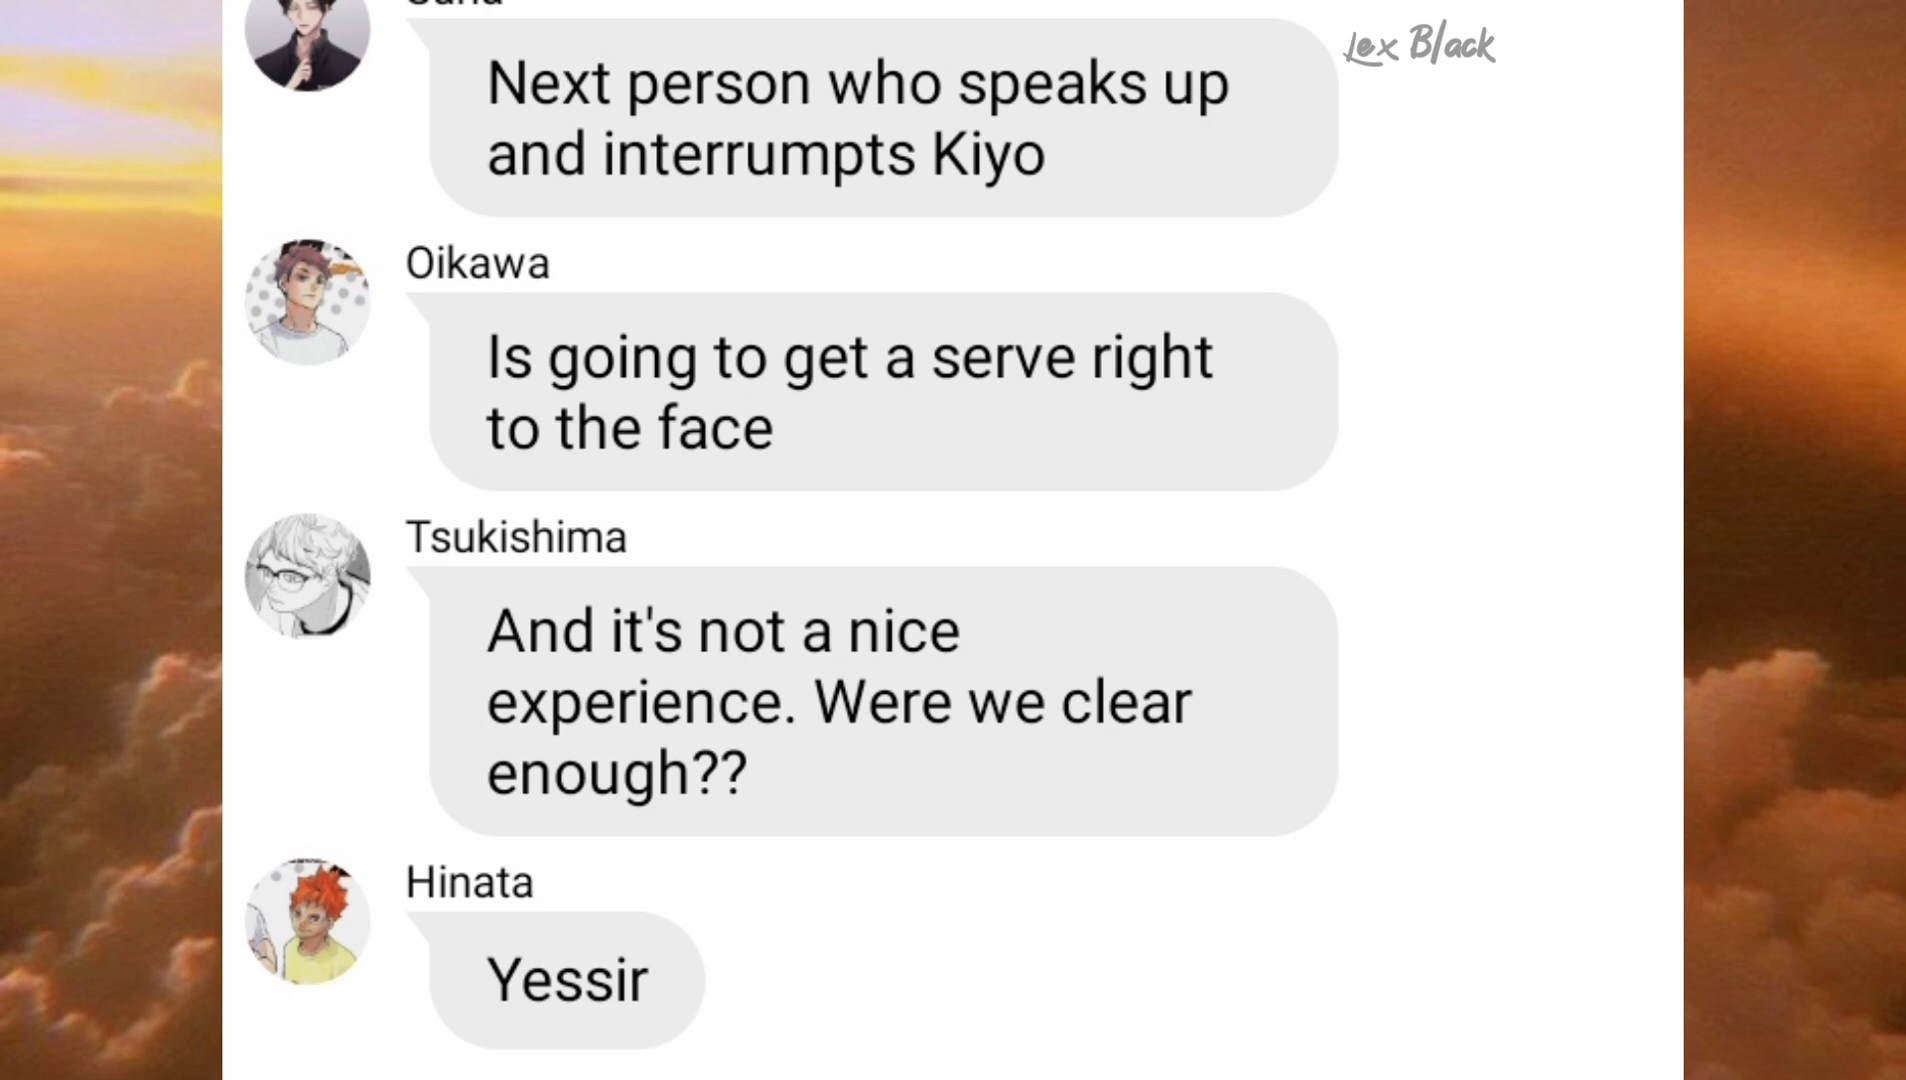 Lex Black
Next person who speaks up
and interrumpts Kiyo
Oikawa
Is going to get a serve right
to the face
Tsukishima
And it's not a nice
experience. Were we clear
enough??
Hinata
Yessir